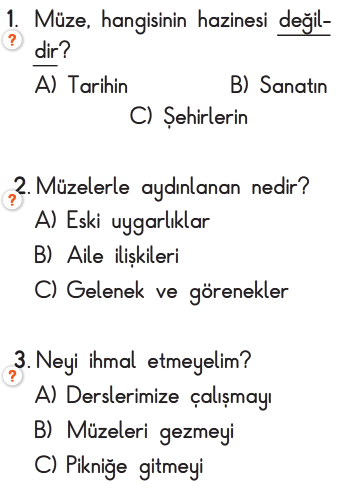 1. Müze, hangisinin hazinesi değil-
? dir?
A) Tarihin B) Sanatın
C) Şehirlerin
2. Müzelerle aydınlanan nedir?
? A) Eski uygarlıklar
B) Aile ilişkileri
C) Gelenek ve görenekler
3. Neyi ihmal etmeyelim?
? A) Derslerimize çalışmayı
B) Müzeleri gezmeyi
C) Pikniğe gitmeyi